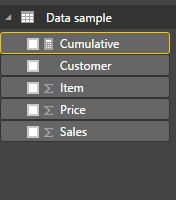 Data sample
Cumulative
Customer
Item
Price
Sales